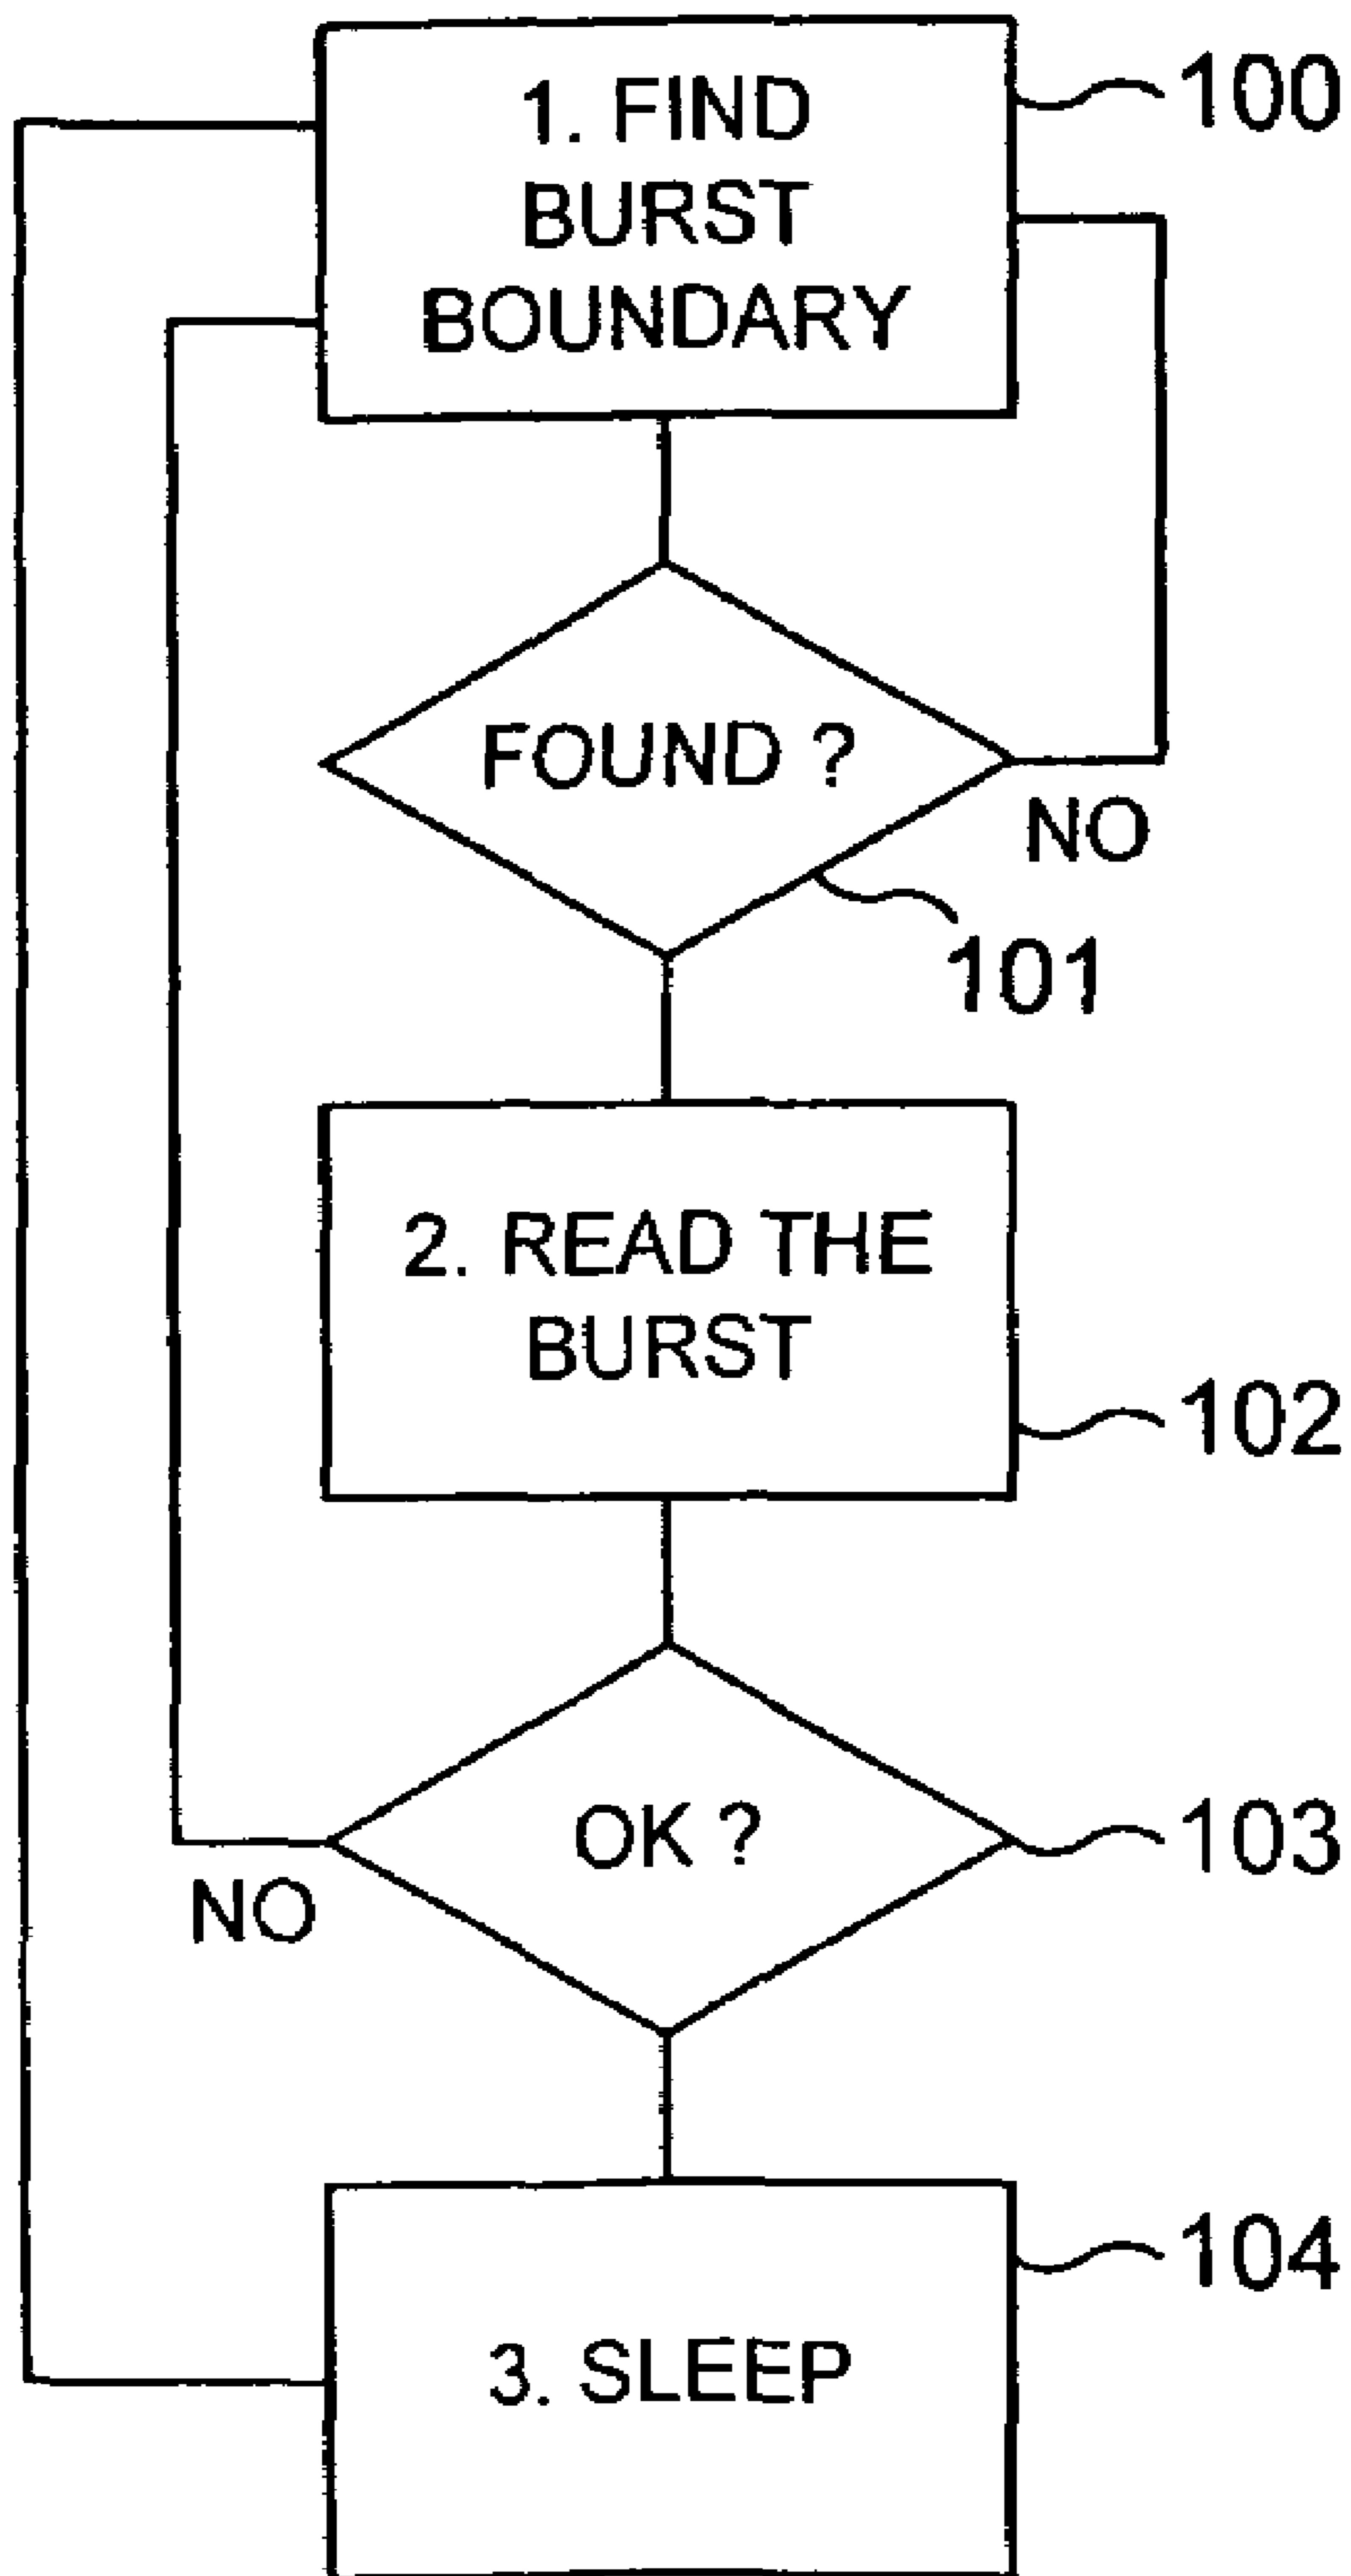 1. FIND
BURST
BOUNDARY
100
FOUND ?
NO
101
2. READ THE
BURST
102
OK ?
103
NO
104
3. SLEEP